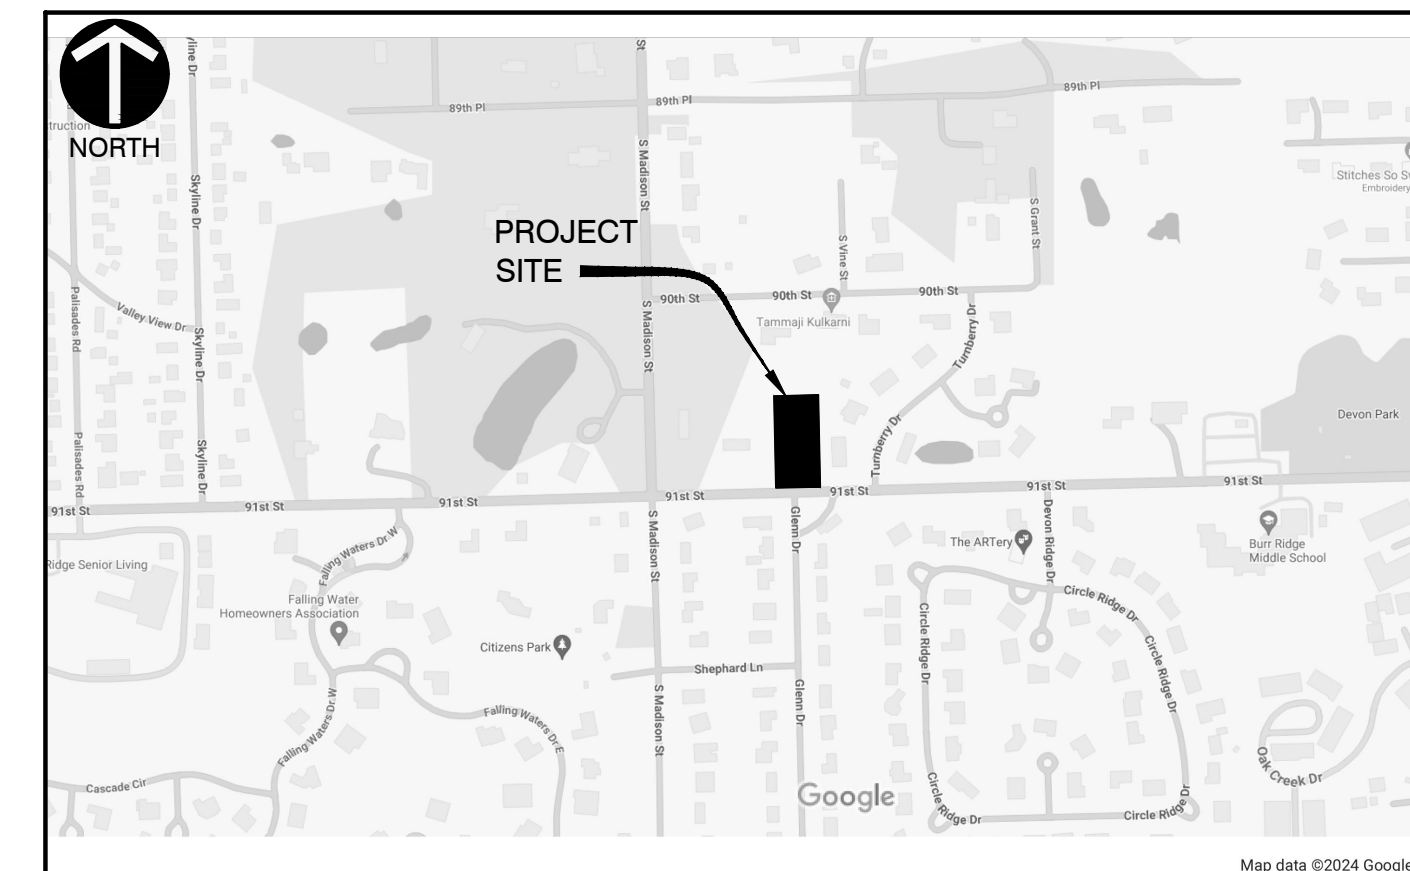 NORTH
truction
yline Dr
St
89th Pl
89th Pl
89th Pl
Skyline Dr
S Madison St
Stitches So S
Embroidery
S Grant St
S Vine St
PROJECT
SITE
90th St
90th St
90th St
Tammaji Kulkarni
Palisades Rd
Valley View Dr
Skyline Dr
S Madison St
Turnberry Dr
Devon Park
Turnberry Dr
Palisades Rd
Skyline Dr
91st St
91st St
91st St
91st St
91st St
91st St
91st St
Glenn Dr
S Madison St
Devon Ridge Dr
The ARTery
Burr Ridge
Middle School
Falling Waters Dr W
Ridge Senior Living
Falling Water
Homeowners Association
Circle Ridge Dr
Circle Ridge Dr
Circle Ridge Dr
Citizens Park
Shephard Ln
Glenn Dr
S Madison St
Falling Waters Dr W
Falling Waters Dr E
Cascade Cir
Oak Creek Dr
Circle Ridge Dr
Circle Ridge Dr
Google
Map data ©2024 Google